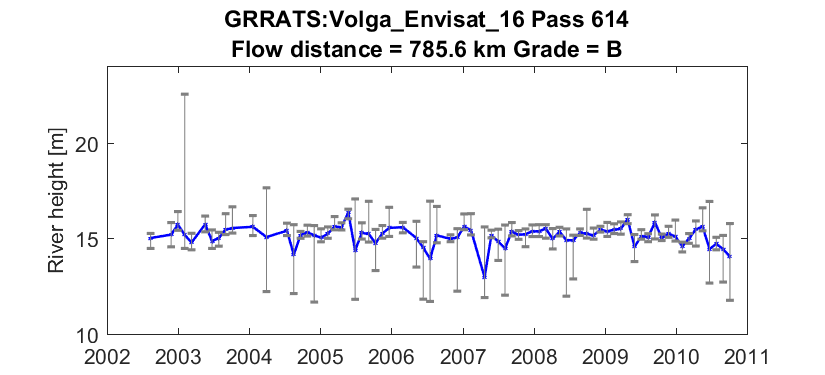 GRRATS:Volga_Envisat_16 Pass 614
Flow distance = 785.6 km Grade = B
River height [m]
20
15
10
2002 2003 2004 2005 2006 2007 2008 2009 2010 2011